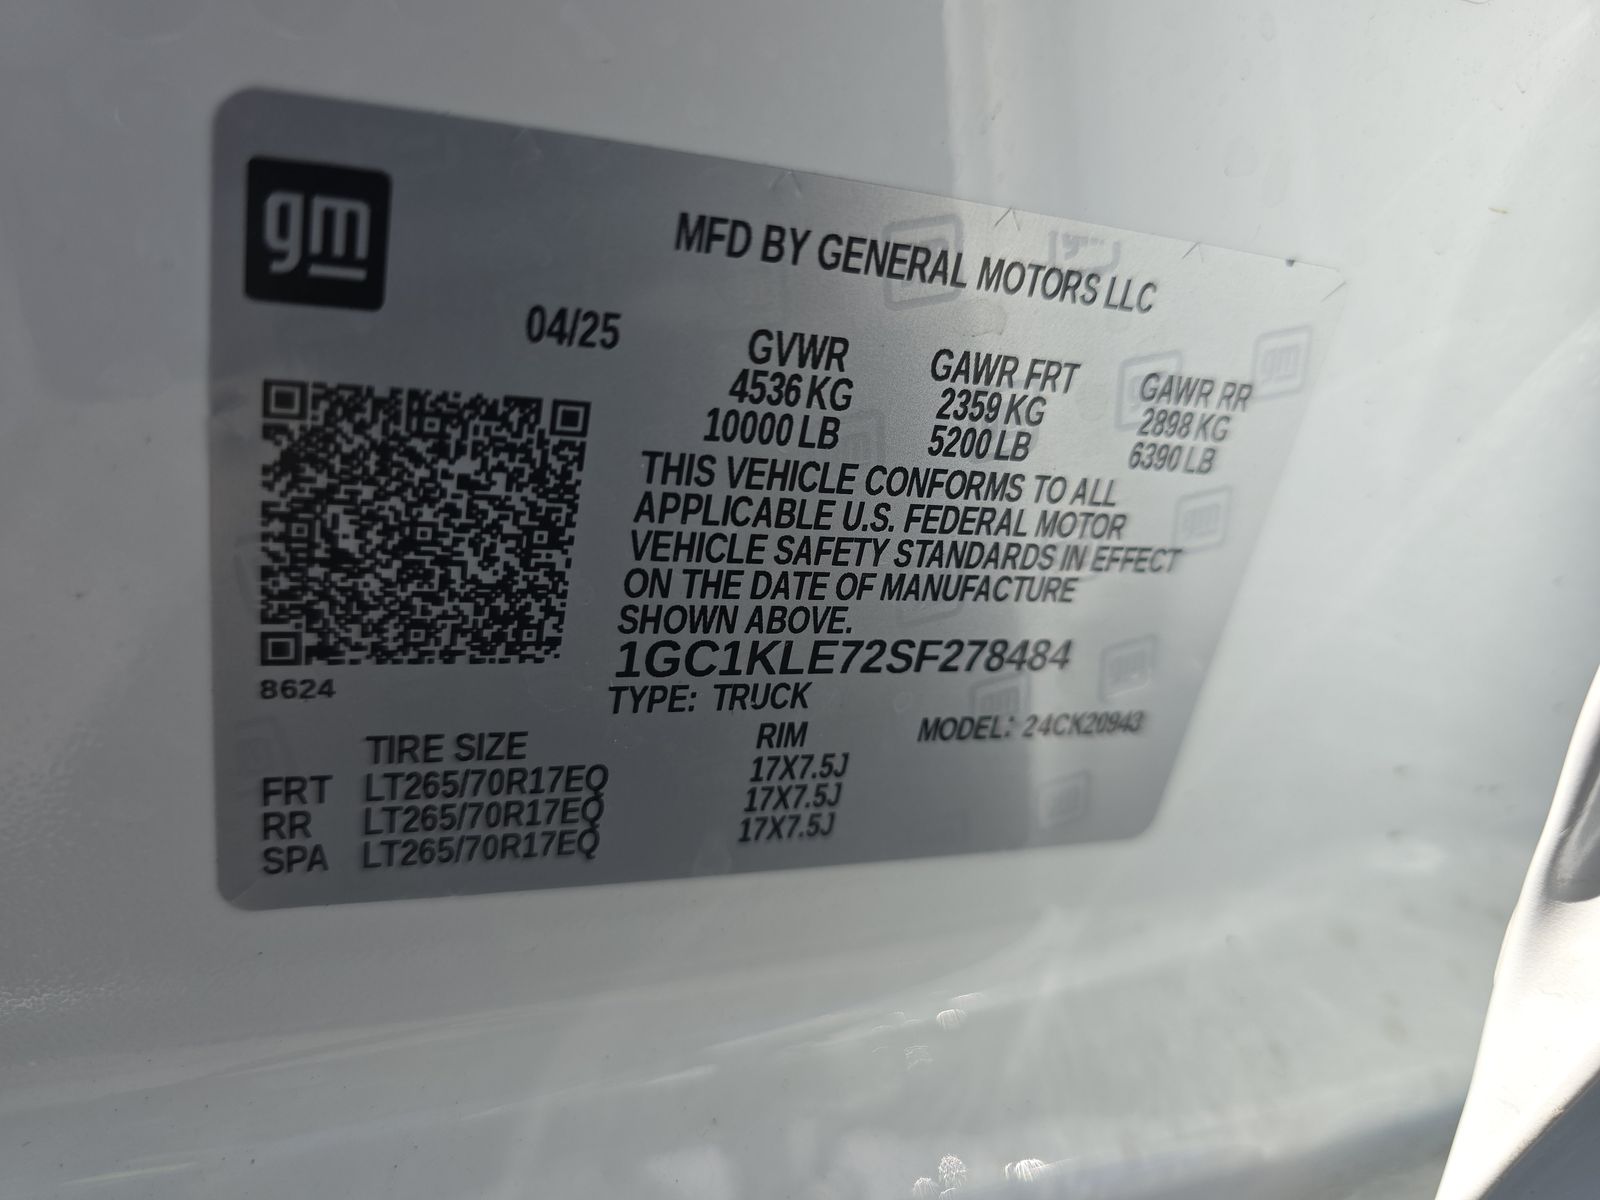 gm
MFD BY GENERAL MOTORS LLC
04/25
GVWR GAWR FRT GAWR RR
4536 KG 2359 KG 2898 KG
10000 LB 5200 LB 6390 LB
THIS VEHICLE CONFORMS TO ALL
APPLICABLE U.S. FEDERAL MOTOR
VEHICLE SAFETY STANDARDS IN EFFECT
ON THE DATE OF MANUFACTURE
SHOWN ABOVE.
1GC1KLE72SF278484
8624
TYPE: TRUCK
MODEL: 24CK20943
TIRE SIZE RIM
FRT LT265/70R17EQ 17X7.5J
RR LT265/70R17EQ 17X7.5J
SPA LT265/70R17EQ 17X7.5J